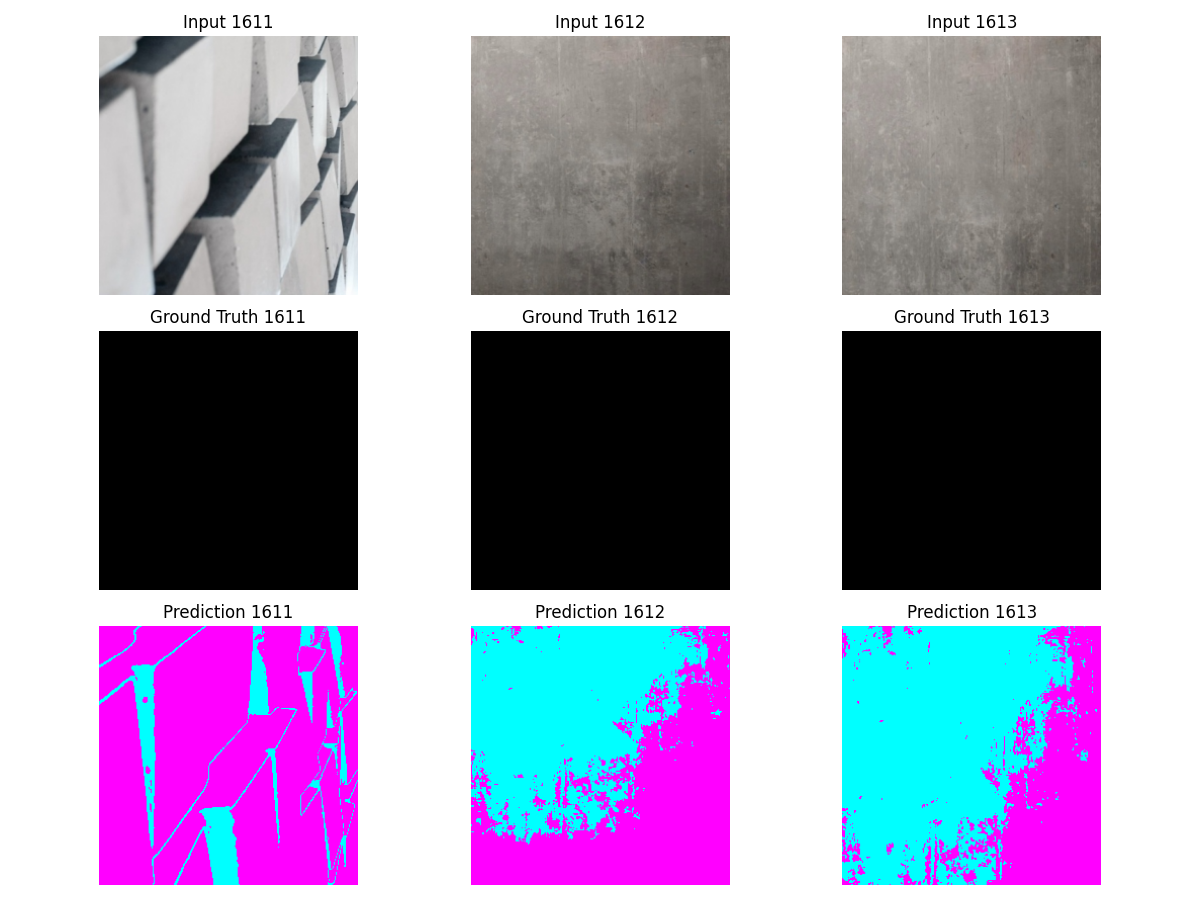 Input 1611
Input 1612
Input 1613
Ground Truth 1611
Ground Truth 1612
Ground Truth 1613
Prediction 1611
Prediction 1612
Prediction 1613